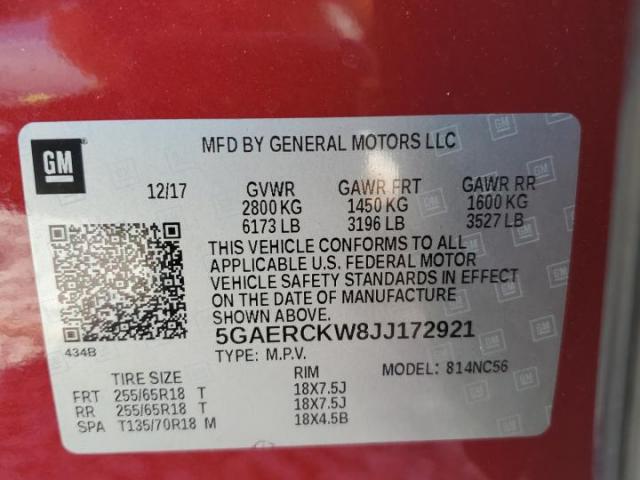 GM
MFD BY GENERAL MOTORS LLC
12/17 GVWR GAWR FRT GAWR RR
2800 KG 1450 KG 1600 KG
6173 LB 3196 LB 3527 LB
THIS VEHICLE CONFORMS TO ALL
APPLICABLE U.S. FEDERAL MOTOR
VEHICLE SAFETY STANDARDS IN EFFECT
ON THE DATE OF MANUFACTURE
SHOWN ABOVE.
434B
5GAERCKW8JJ172921
TYPE: M.P.V. MODEL: 814NC56
TIRE SIZE RIM
FRT 255/65R18 T 18X7.5J
RR 255/65R18 T 18X7.5J
SPA T135/70R18 M 18X4.5B